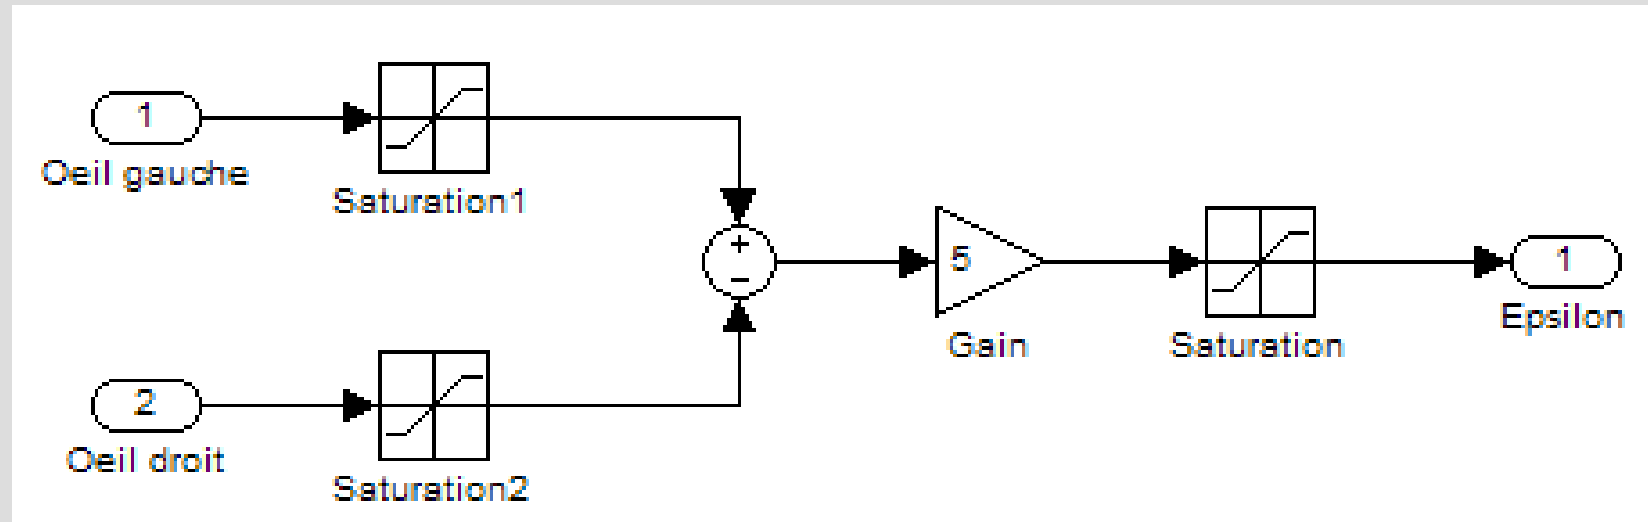 1
Oeil gauche
Saturation1
+
−
5
Gain
Saturation
1
Epsilon
2
Oeil droit
Saturation2